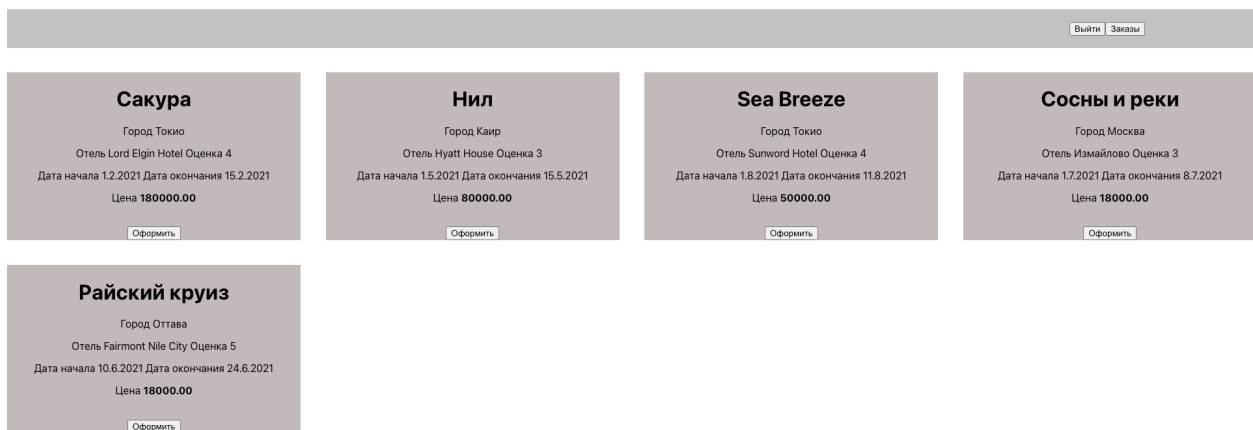 Выйти Заказы
Сакура
Город Токио
Отель Lord Elgin Hotel Оценка 4
Дата начала 1.2.2021 Дата окончания 15.2.2021
Цена 180000.00
Оформить
Нил
Город Каир
Отель Hyatt House Оценка 3
Дата начала 1.5.2021 Дата окончания 15.5.2021
Цена 80000.00
Оформить
Sea Breeze
Город Токио
Отель Sunword Hotel Оценка 4
Дата начала 1.8.2021 Дата окончания 11.8.2021
Цена 50000.00
Оформить
Сосны и реки
Город Москва
Отель Измайлово Оценка 3
Дата начала 1.7.2021 Дата окончания 8.7.2021
Цена 18000.00
Оформить
Райский круиз
Город Оттава
Отель Fairmont Nile City Оценка 5
Дата начала 10.6.2021 Дата окончания 24.6.2021
Цена 18000.00
Оформить